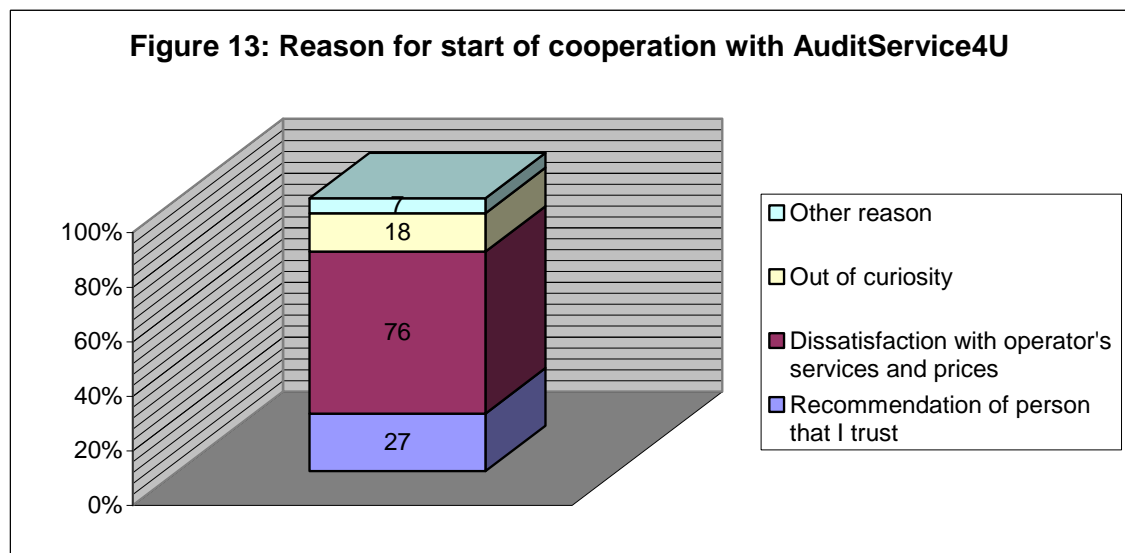 Figure 13: Reason for start of cooperation with AuditService4U
100%
80%
60%
40%
20%
0%
7
18
76
27
Other reason
Out of curiosity
Dissatisfaction with operator's
services and prices
Recommendation of person
that I trust